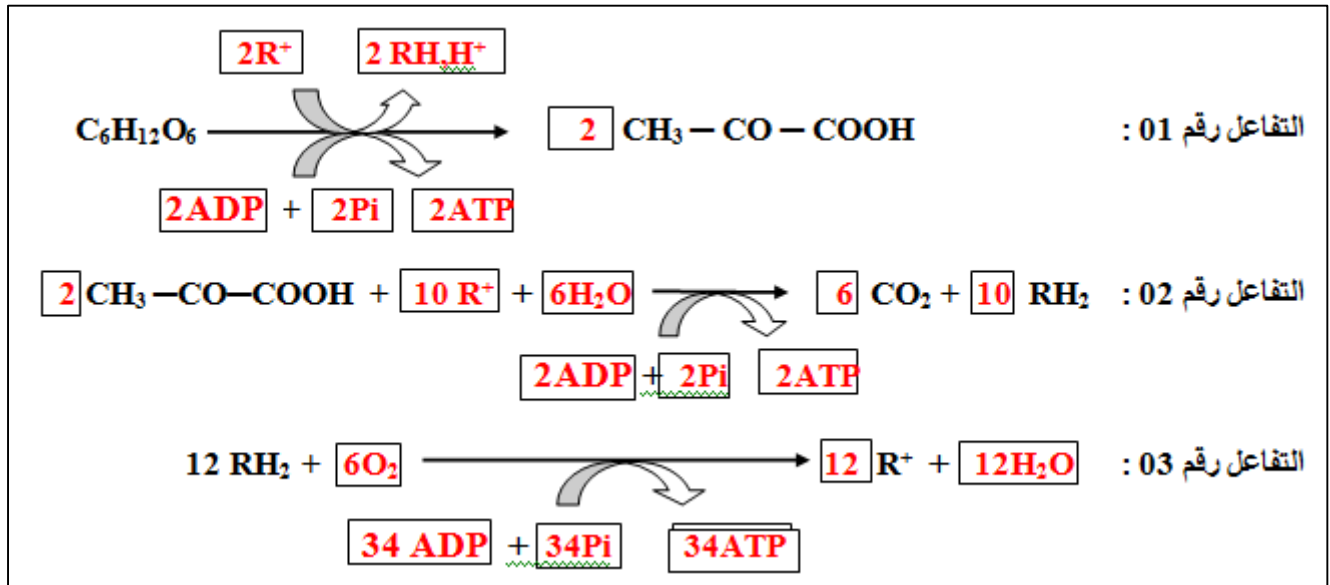 2R⁺ 2 RH,H⁺
C₆H₁₂O₆ 2 CH₃ – CO – COOH التفاعل رقم 01 :
2ADP + 2Pi 2ATP
2 CH₃ –CO–COOH + 10 R⁺ + 6H₂O 6 CO₂ + 10 RH₂ التفاعل رقم 02 :
2ADP + 2Pi 2ATP
12 RH₂ + 6O₂ 12 R⁺ + 12H₂O التفاعل رقم 03 :
34 ADP + 34Pi 34ATP